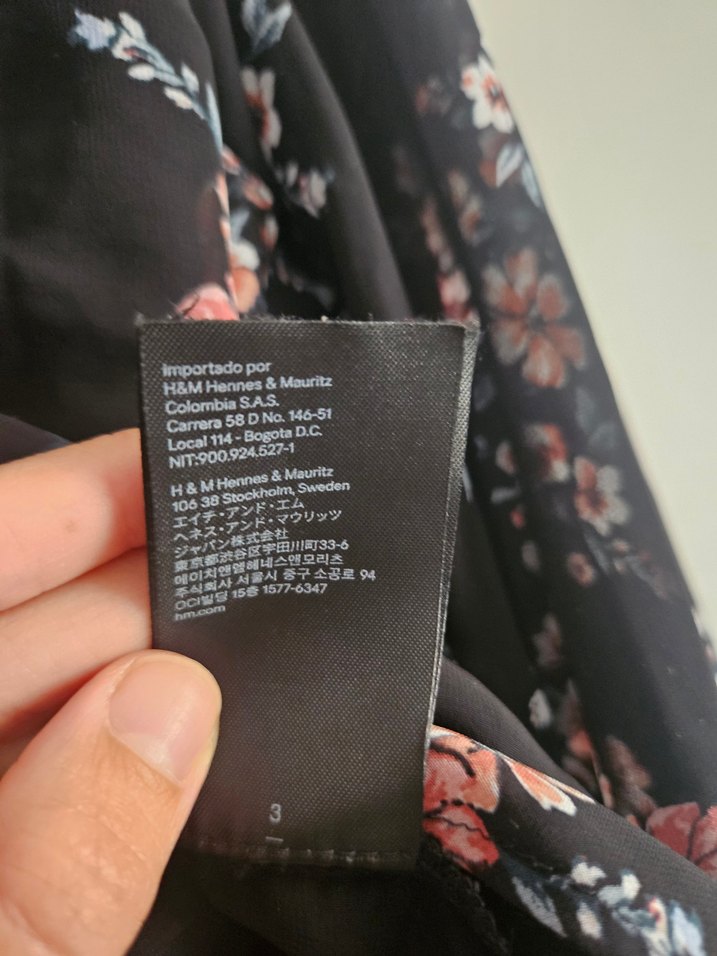 Importado por
H&M Hennes & Mauritz
Colombia S.A.S.
Carrera 58 D No. 146-51
Local 114 - Bogota D.C.
NIT:900.924.527-1
H & M Hennes & Mauritz
106 38 Stockholm, Sweden
エイチ・アンド・エム
ヘネス・アンド・マウリッツ
ジャパン株式会社
東京都渋谷区宇田川町33-6
에이치앤엠헤네스앤모리츠
주식회사 서울시 중구 소공로 94
OCI빌딩 15층 1577-6347
hm.com
3